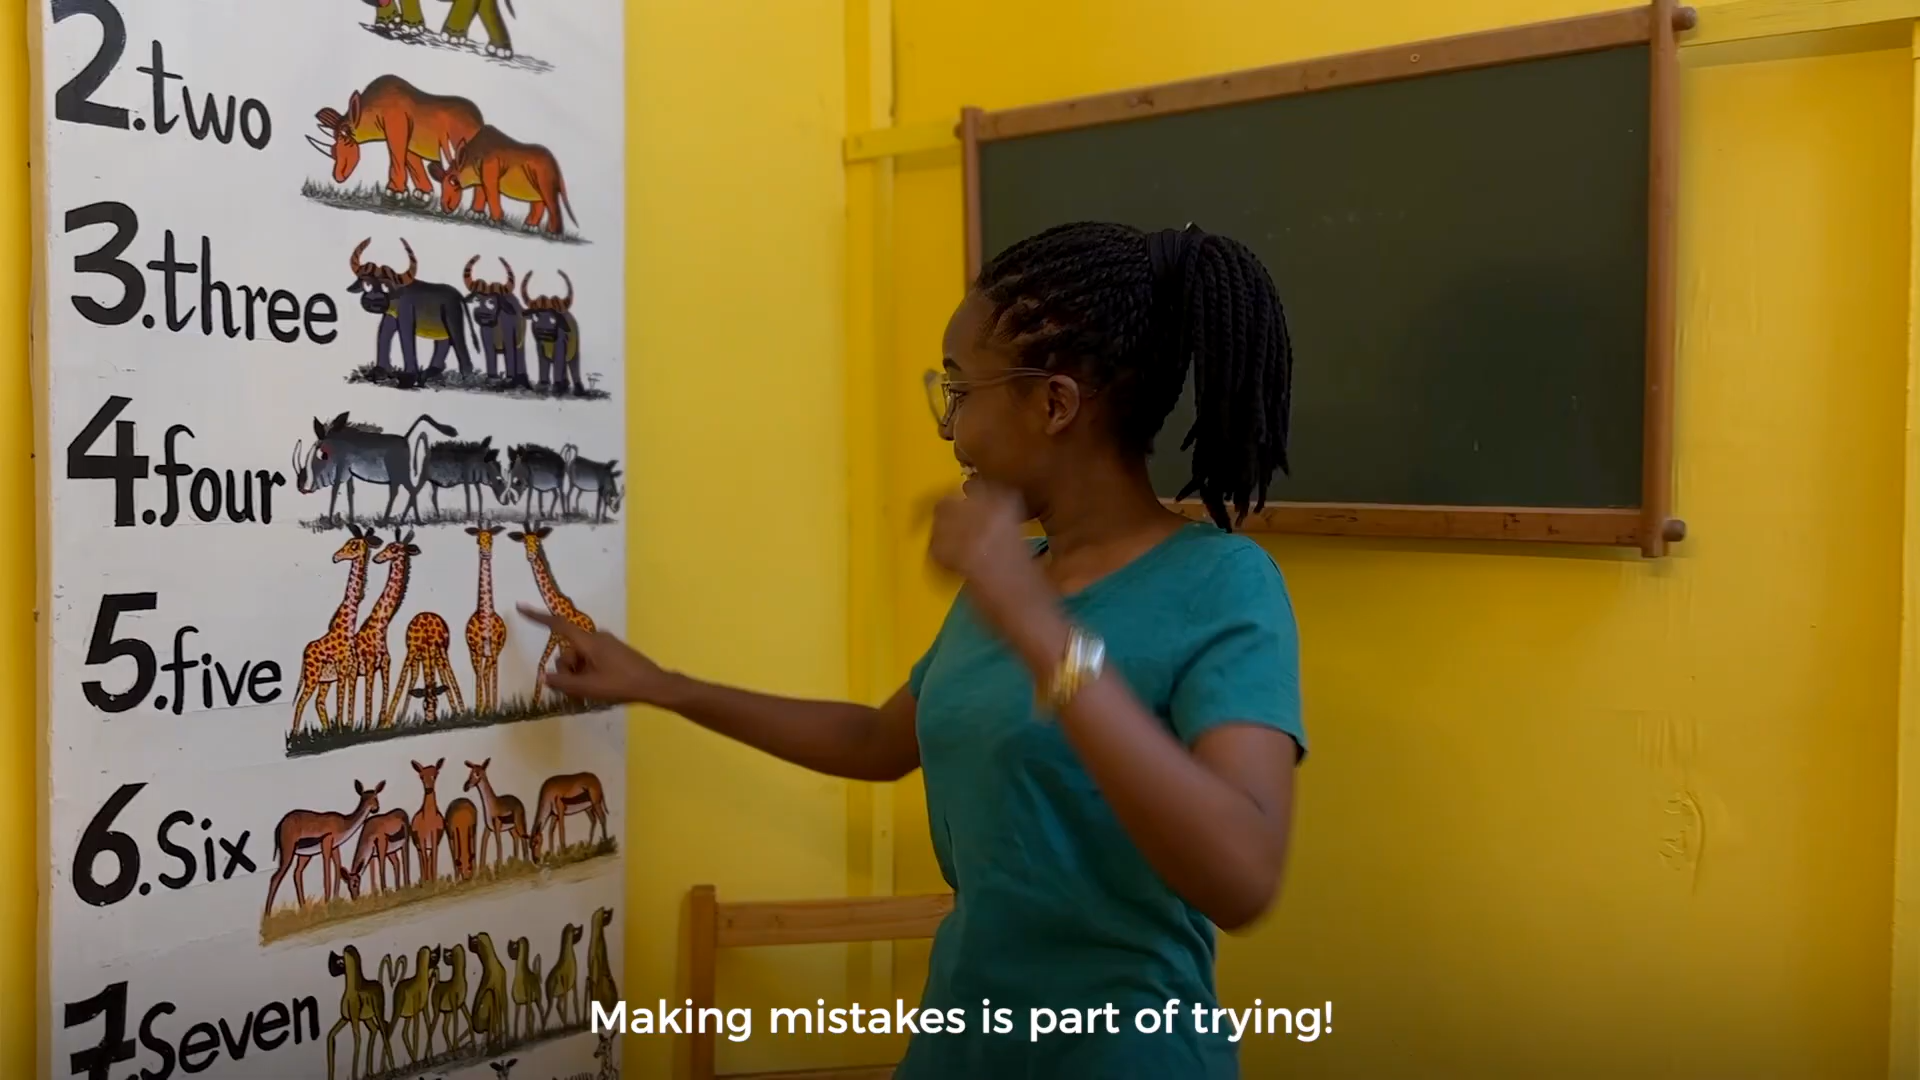 2.two
3.three
4.four
5.five
6.Six
7.Seven
Making mistakes is part of trying!